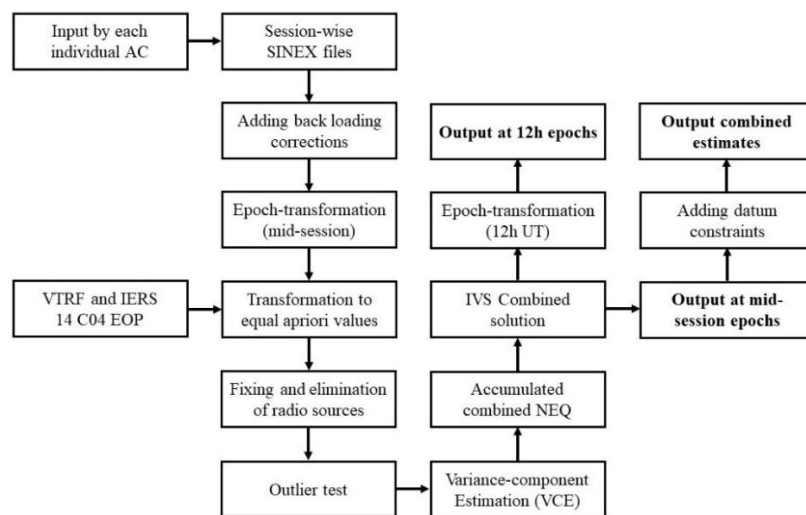 Input by each
individual AC
Session-wise
SINEX files
Adding back loading
corrections
Epoch-transformation
(mid-session)
VTRF and IERS
14 C04 EOP
Transformation to
equal apriori values
Fixing and elimination
of radio sources
Outlier test
Variance-component
Estimation (VCE)
Accumulated
combined NEQ
IVS Combined
solution
Epoch-transformation
(12h UT)
Output at 12h epochs
Output at mid-
session epochs
Adding datum
constraints
Output combined
estimates